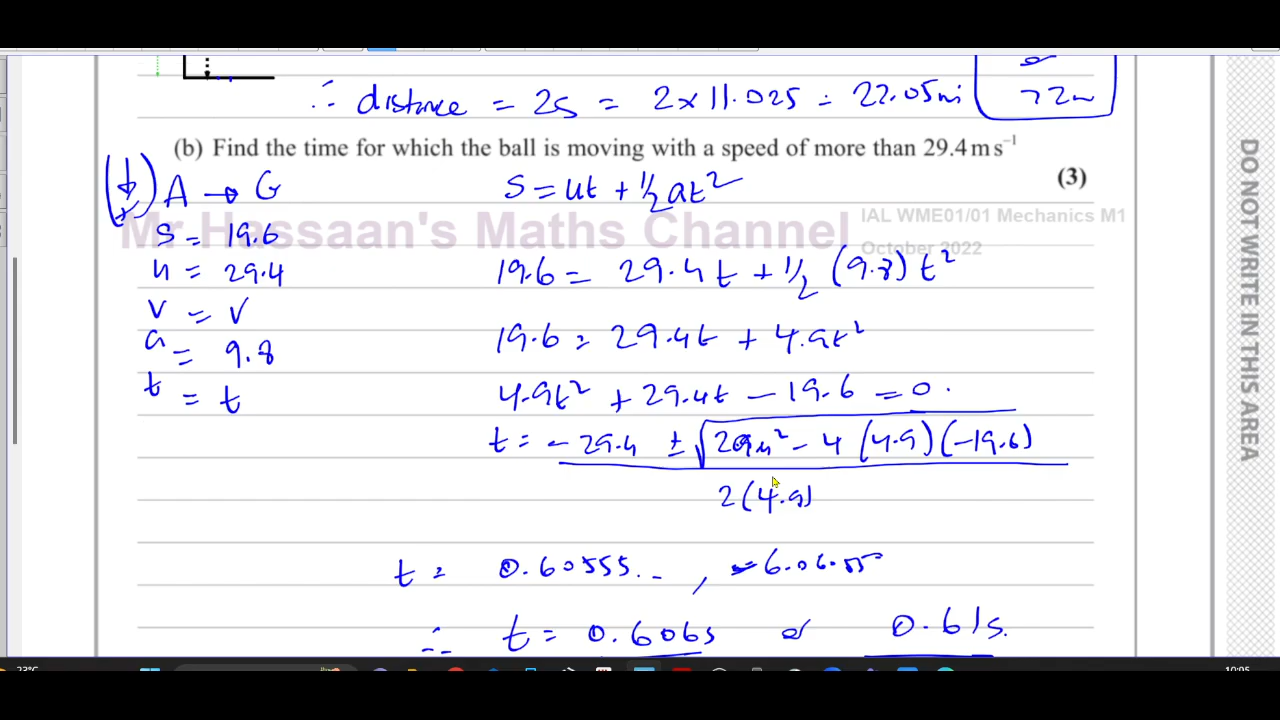 ∴ distance = 2s = 2 × 11.025 = 22.05m
22m
(b) Find the time for which the ball is moving with a speed of more than 29.4 m s⁻¹
(3)
(↓+) A → G
s = 19.6
u = 29.4
v = v
a = 9.8
t = t
s = ut + ½at²
19.6 = 29.4t + ½ (9.8) t²
19.6 = 29.4t + 4.9t²
4.9t² + 29.4t − 19.6 = 0
t = −29.4 ± √29.4² − 4 (4.9)(−19.6)
2(4.9)
t = 0.60555... ,
∴ t = 0.606s or 0.61s.
Mr Hassaan's Maths Channel
IAL WME01/01 Mechanics M1
October 2022
DO NOT WRITE IN THIS AREA
23°C
10:05